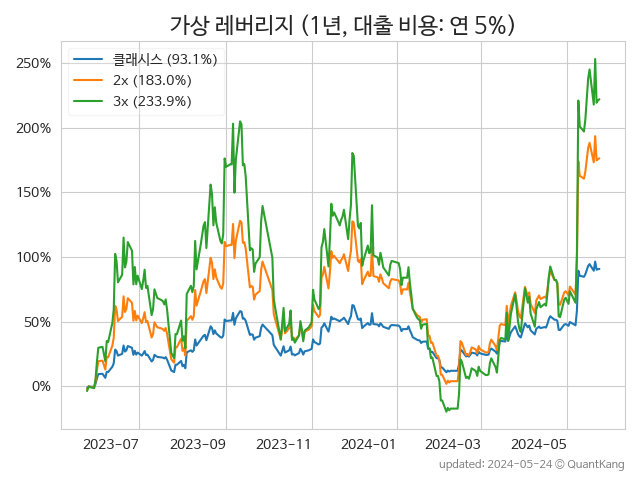 가상 레버리지 (1년, 대출 비용: 연 5%)
클래시스 (93.1%)
2x (183.0%)
3x (233.9%)
250%
200%
150%
100%
50%
0%
2023-07 2023-09 2023-11 2024-01 2024-03 2024-05
updated: 2024-05-24 © QuantKang